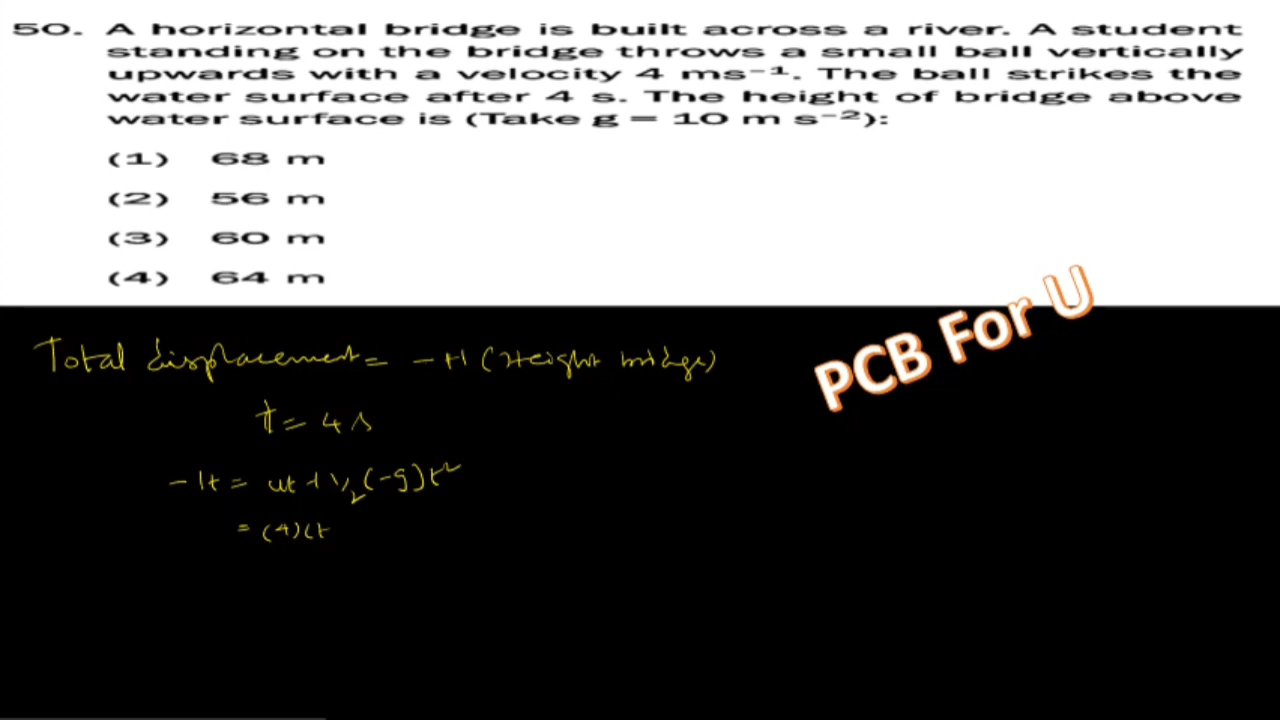 50. A horizontal bridge is built across a river. A student
standing on the bridge throws a small ball vertically
upwards with a velocity 4 ms⁻¹. The ball strikes the
water surface after 4 s. The height of bridge above
water surface is (Take g = 10 m s⁻²):
(1) 68 m
(2) 56 m
(3) 60 m
(4) 64 m
PCB For U
Total displacement = -H (Height bridge)
t = 4 s
-H = ut + 1/2 (-g) t²
= (4)(t